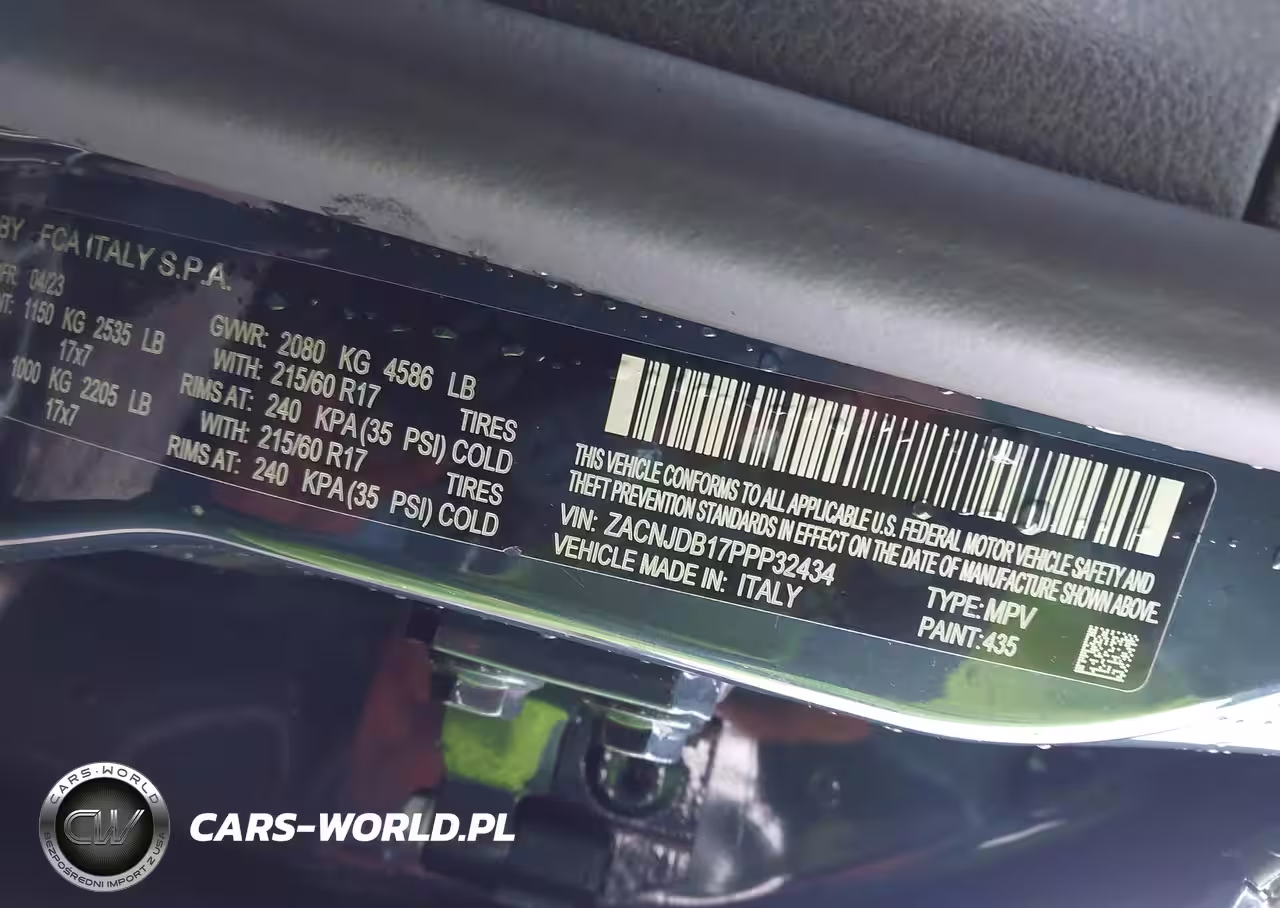 BY FCA ITALY S.P.A.
04/23
1150 KG 2535 LB
17x7
1000 KG 2205 LB
17x7
GVWR: 2080 KG 4586 LB
WITH: 215/60 R17 TIRES
RIMS AT: 240 KPA(35 PSI) COLD
WITH: 215/60 R17 TIRES
RIMS AT: 240 KPA(35 PSI) COLD
THIS VEHICLE CONFORMS TO ALL APPLICABLE U.S. FEDERAL MOTOR VEHICLE SAFETY AND
THEFT PREVENTION STANDARDS IN EFFECT ON THE DATE OF MANUFACTURE SHOWN ABOVE.
VIN: ZACNJDB17PPP32434
VEHICLE MADE IN: ITALY
TYPE: MPV
PAINT: 435
CARS-WORLD
CW
BEZPOŚREDNI IMPORT Z USA
CARS-WORLD.PL